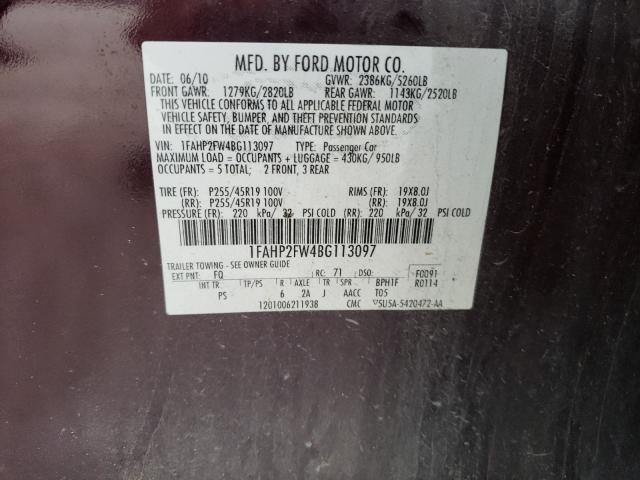 MFD. BY FORD MOTOR CO.
DATE: 06/10 GVWR: 2386KG/5260LB
FRONT GAWR: 1279KG/2820LB REAR GAWR: 1143KG/2520LB
THIS VEHICLE CONFORMS TO ALL APPLICABLE FEDERAL MOTOR
VEHICLE SAFETY, BUMPER, AND THEFT PREVENTION STANDARDS
IN EFFECT ON THE DATE OF MANUFACTURE SHOWN ABOVE.
VIN: 1FAHP2FW4BG113097 TYPE: Passenger Car
MAXIMUM LOAD = OCCUPANTS + LUGGAGE = 430KG/950LB
OCCUPANTS = 5 TOTAL; 2 FRONT, 3 REAR
TIRE (FR): P255/45R19 100V RIMS (FR): 19X8.0J
(RR): P255/45R19 100V (RR): 19X8.0J
PRESSURE (FR): 220 kPa/ 32 PSI COLD (RR): 220 kPa/ 32 PSI COLD
1FAHP2FW4BG113097
TRAILER TOWING - SEE OWNER GUIDE
EXT PNT: FQ RC: 71 DSO: F0091
INT TR TP/PS R AXLE TR SPR BPH1F R0114
PS 6 2A J AACC T05
1201006211938 CMC ▽5U5A-5420472-AA